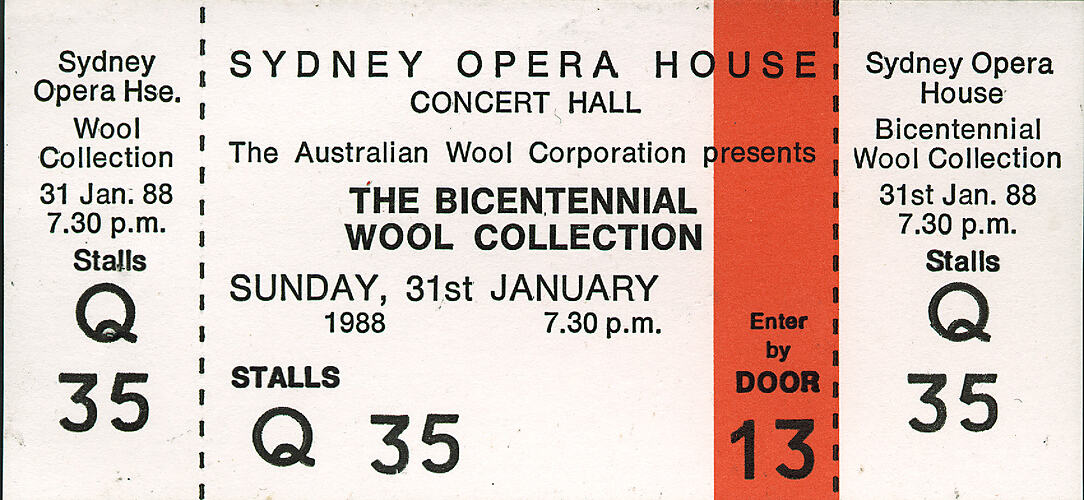 Sydney
Opera Hse.
Wool
Collection
31 Jan. 88
7.30 p.m.
Stalls
Q
35
SYDNEY OPERA HOUSE
CONCERT HALL
The Australian Wool Corporation presents
THE BICENTENNIAL
WOOL COLLECTION
SUNDAY, 31st JANUARY
1988 7.30 p.m.
STALLS
Q 35
Enter
by
DOOR
13
Sydney Opera
House
Bicentennial
Wool Collection
31st Jan. 88
7.30 p.m.
Stalls
Q
35